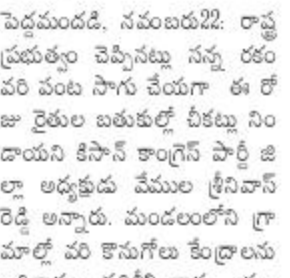 పెద్దమందడి, నవంబరు22: రాష్ట్ర
ప్రభుత్వం చెప్పినట్లు సన్న రకం
వరి పంట సాగు చేయగా ఈ రో
జు రైతుల బతుకుల్లో చీకట్లు నిం
డాయని కిసాన్ కాంగ్రెస్ పార్టీ జి
ల్లా అధ్యక్షుడు వేముల శ్రీనివాస్
రెడ్డి అన్నారు. మండలంలోని గ్రా
మాల్లో వరి కొనుగోలు కేంద్రాలను